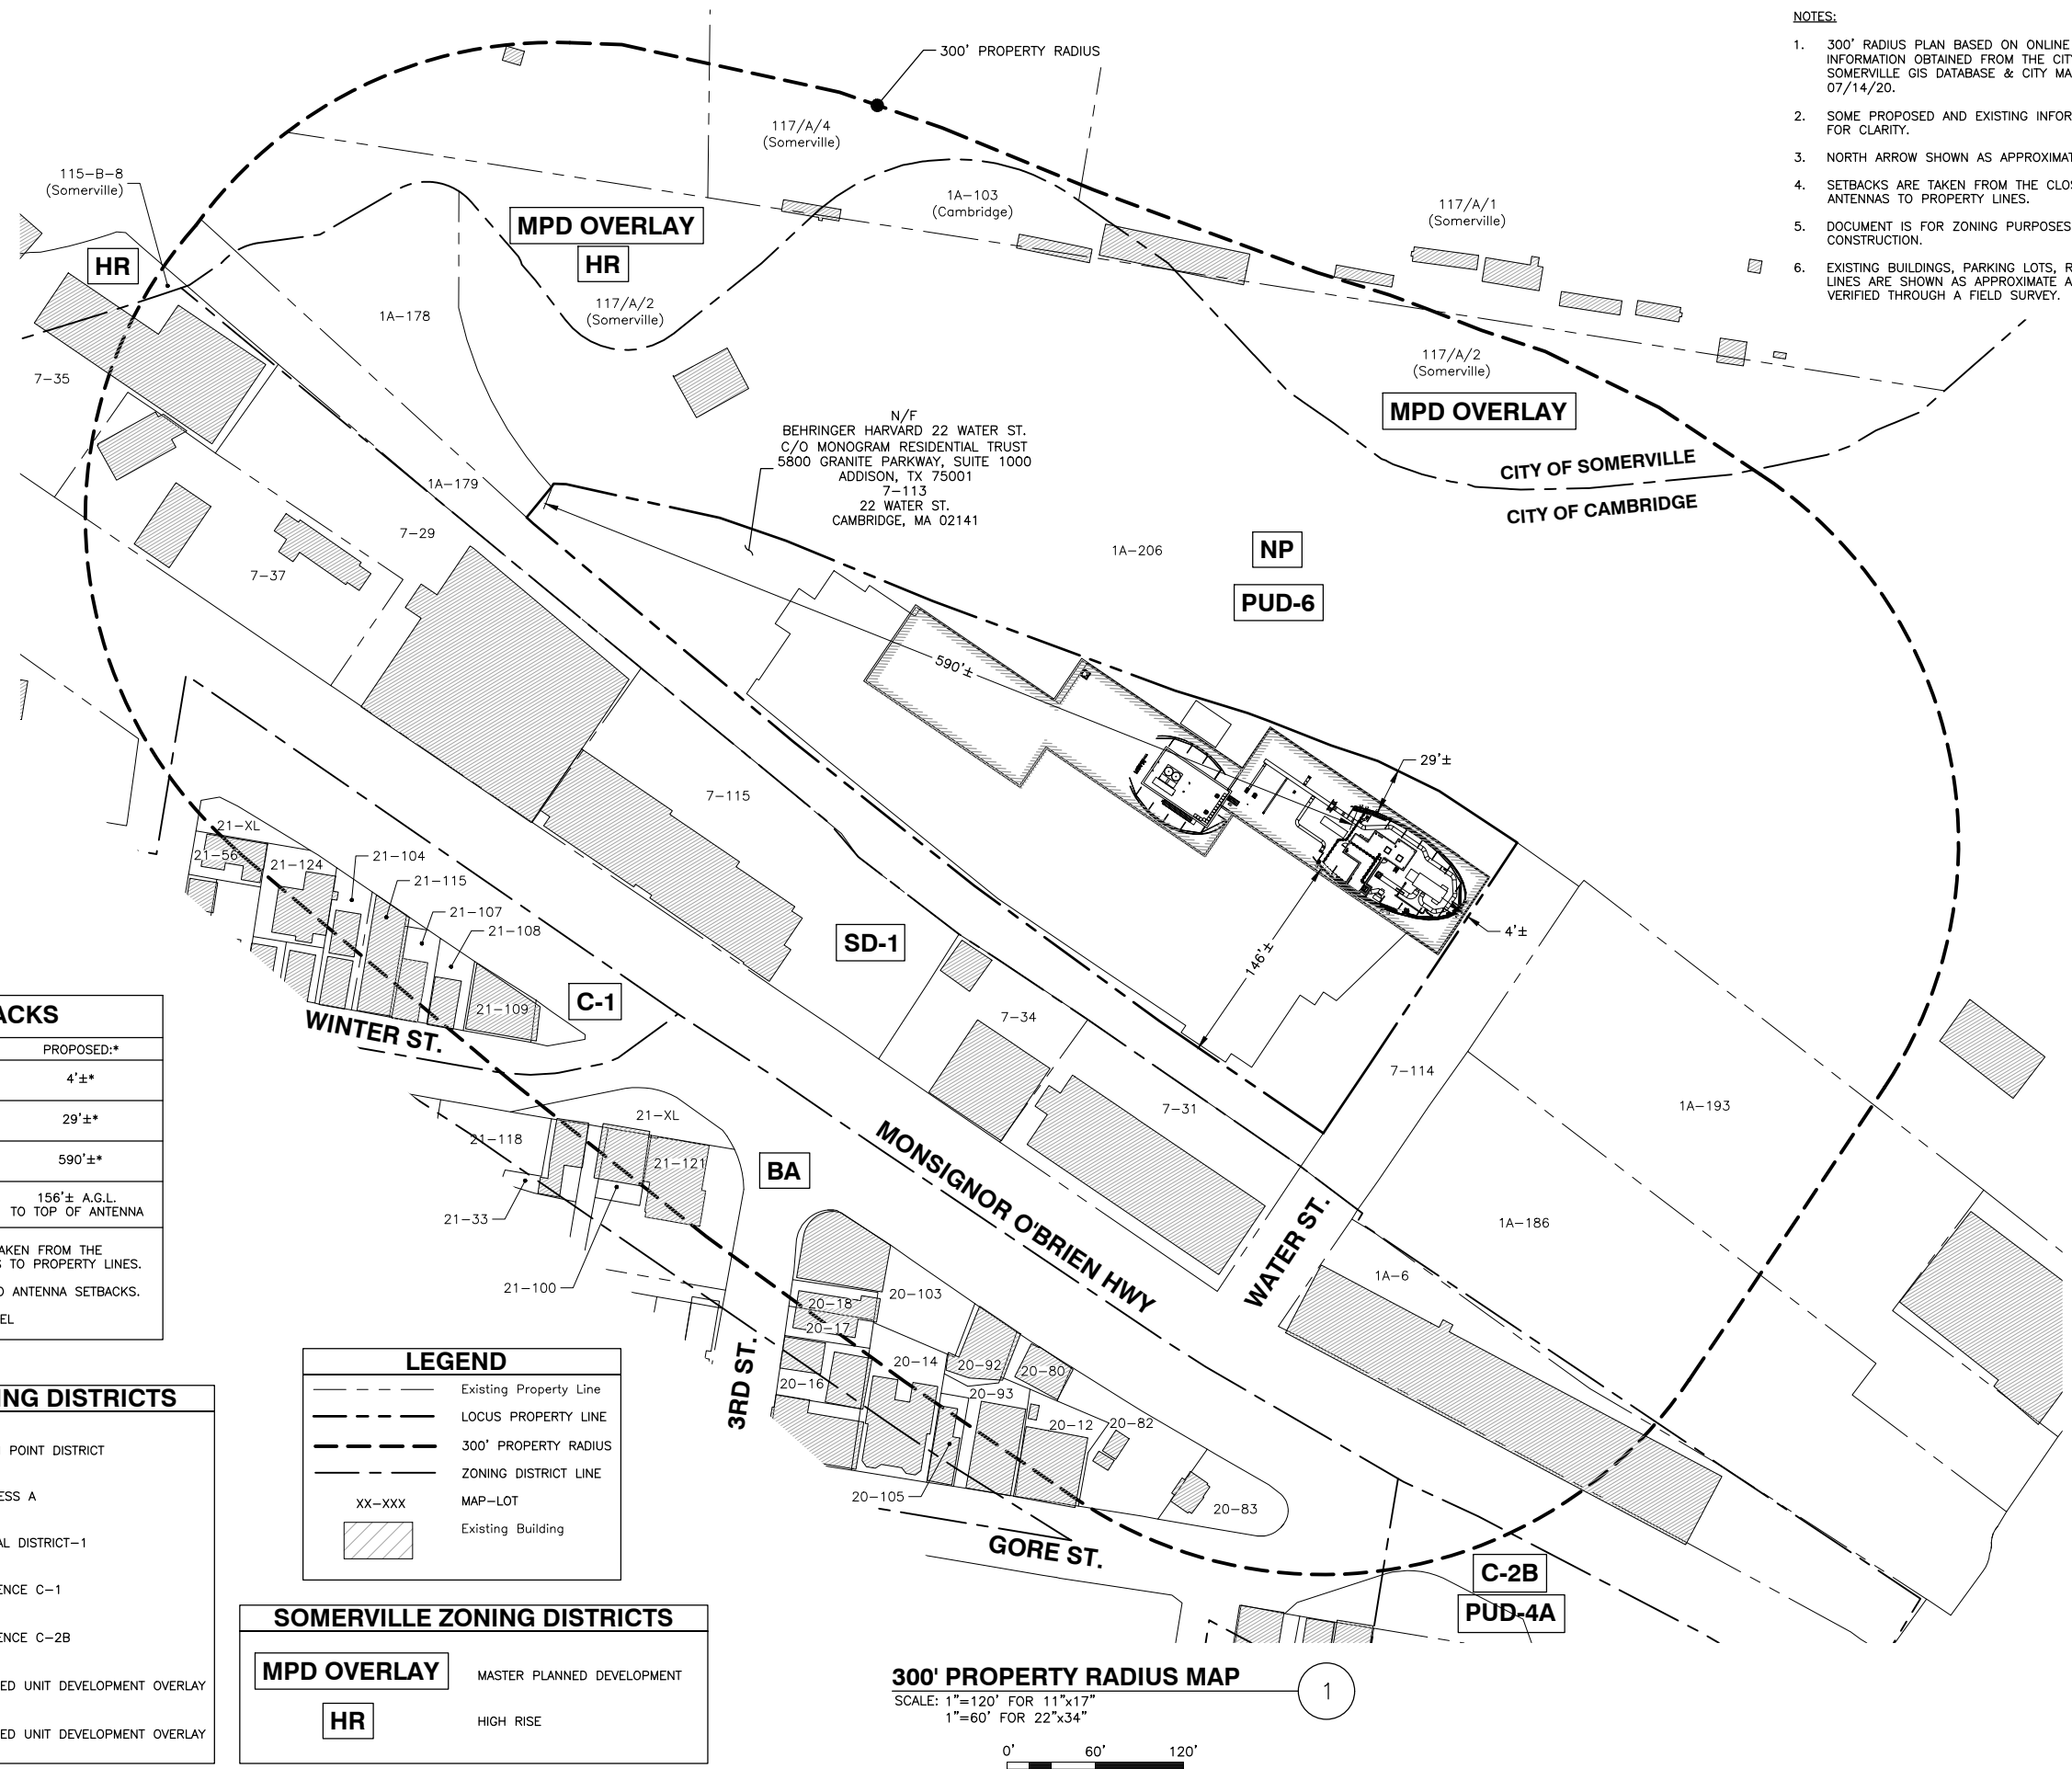 NOTES:
1. 300' RADIUS PLAN BASED ON ONLINE
INFORMATION OBTAINED FROM THE
SOMERVILLE GIS DATABASE & CITY
07/14/20.
2. SOME PROPOSED AND EXISTING
FOR CLARITY.
3. NORTH ARROW SHOWN AS
4. SETBACKS ARE TAKEN FROM THE
ANTENNAS TO PROPERTY LINES.
5. DOCUMENT IS FOR ZONING PURPOSES
CONSTRUCTION.
6. EXISTING BUILDINGS, PARKING LOTS,
LINES ARE SHOWN AS APPROXIMATE
VERIFIED THROUGH A FIELD SURVEY.
300' PROPERTY RADIUS
117/A/4
(Somerville)
115-B-8
(Somerville)
1A-103
(Cambridge)
117/A/1
(Somerville)
MPD OVERLAY
HR
HR
117/A/2
(Somerville)
1A-178
7-35
117/A/2
(Somerville)
MPD OVERLAY
N/F
BEHRINGER HARVARD 22 WATER ST.
C/O MONOGRAM RESIDENTIAL TRUST
5800 GRANITE PARKWAY, SUITE 1000
ADDISON, TX 75001
7-113
22 WATER ST.
CAMBRIDGE, MA 02141
CITY OF SOMERVILLE
CITY OF CAMBRIDGE
1A-179
7-29
7-37
1A-206
NP
PUD-6
590'±
29'±
7-115
4'±
146'±
21-XL
21-56
21-124
21-104
21-115
21-107
21-108
21-109
SD-1
C-1
WINTER ST.
7-34
7-114
7-31
1A-193
21-XL
21-118
21-121
BA
21-33
21-100
MONSIGNOR O'BRIEN HWY
WATER ST.
1A-186
1A-6
20-103
20-18
20-17
20-14
20-92
20-80
20-16
20-93
20-12
20-82
3RD ST.
20-105
20-83
GORE ST.
C-2B
PUD-4A
PROPOSED:*
4'±*
29'±*
590'±*
156'± A.G.L.
TO TOP OF ANTENNA
FROM THE
TO PROPERTY LINES.
ANTENNA SETBACKS.
DISTRICTS
POINT DISTRICT
A
DISTRICT-1
C-1
C-2B
UNIT DEVELOPMENT OVERLAY
UNIT DEVELOPMENT OVERLAY
LEGEND
Existing Property Line
LOCUS PROPERTY LINE
300' PROPERTY RADIUS
ZONING DISTRICT LINE
XX-XXX MAP-LOT
Existing Building
SOMERVILLE ZONING DISTRICTS
MPD OVERLAY MASTER PLANNED DEVELOPMENT
HR HIGH RISE
300' PROPERTY RADIUS MAP 1
SCALE: 1"=120' FOR 11"x17"
1"=60' FOR 22"x34"
0' 60' 120'